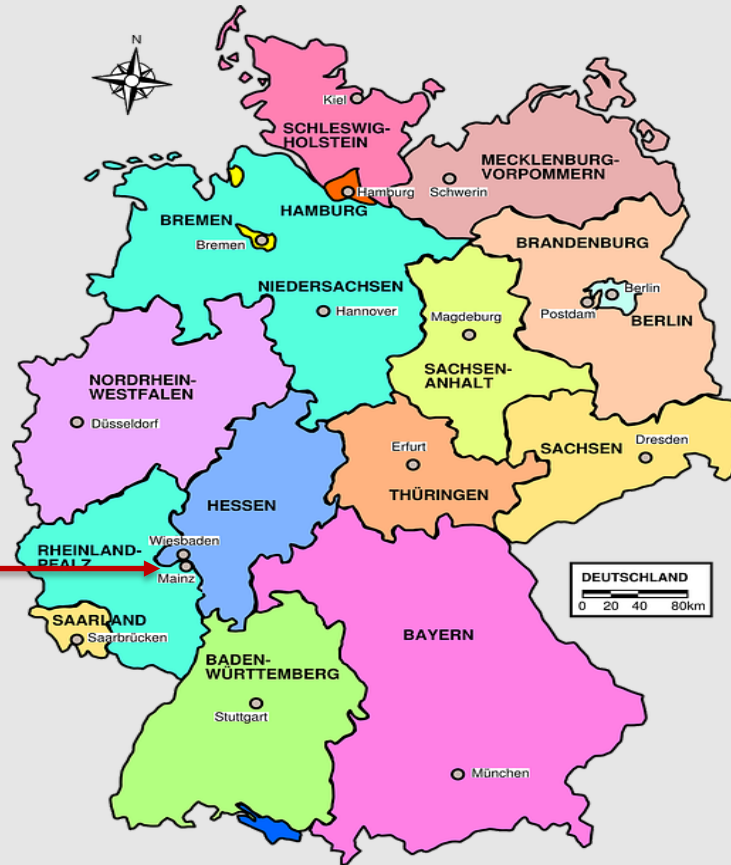 N
Kiel
SCHLESWIG-
HOLSTEIN
MECKLENBURG-
VORPOMMERN
Hamburg
Schwerin
HAMBURG
BREMEN
Bremen
BRANDENBURG
NIEDERSACHSEN
Hannover
Berlin
Postdam
BERLIN
Magdeburg
SACHSEN-
ANHALT
NORDRHEIN-
WESTFALEN
Düsseldorf
Erfurt
THÜRINGEN
SACHSEN
Dresden
HESSEN
Wiesbaden
RHEINLAND-
PFALZ
Mainz
DEUTSCHLAND
0 20 40 80km
SAARLAND
Saarbrücken
BAYERN
BADEN-
WÜRTTEMBERG
Stuttgart
München